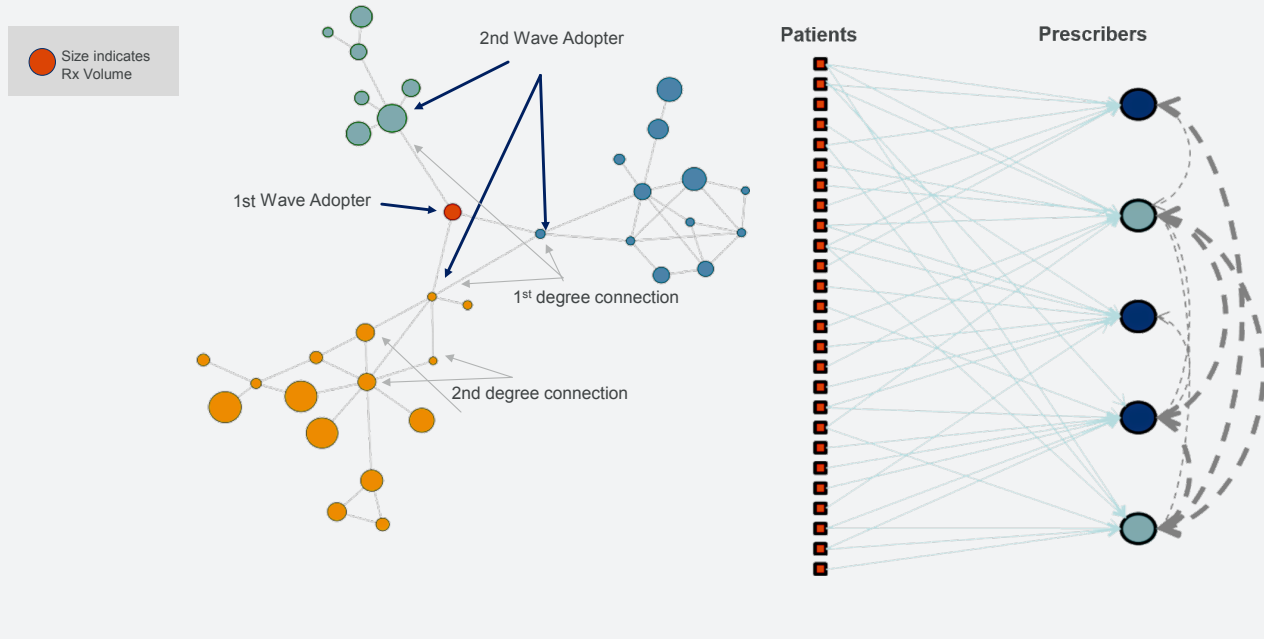 Size indicates
Rx Volume
2nd Wave Adopter
1st Wave Adopter
1st degree connection
2nd degree connection
Patients
Prescribers